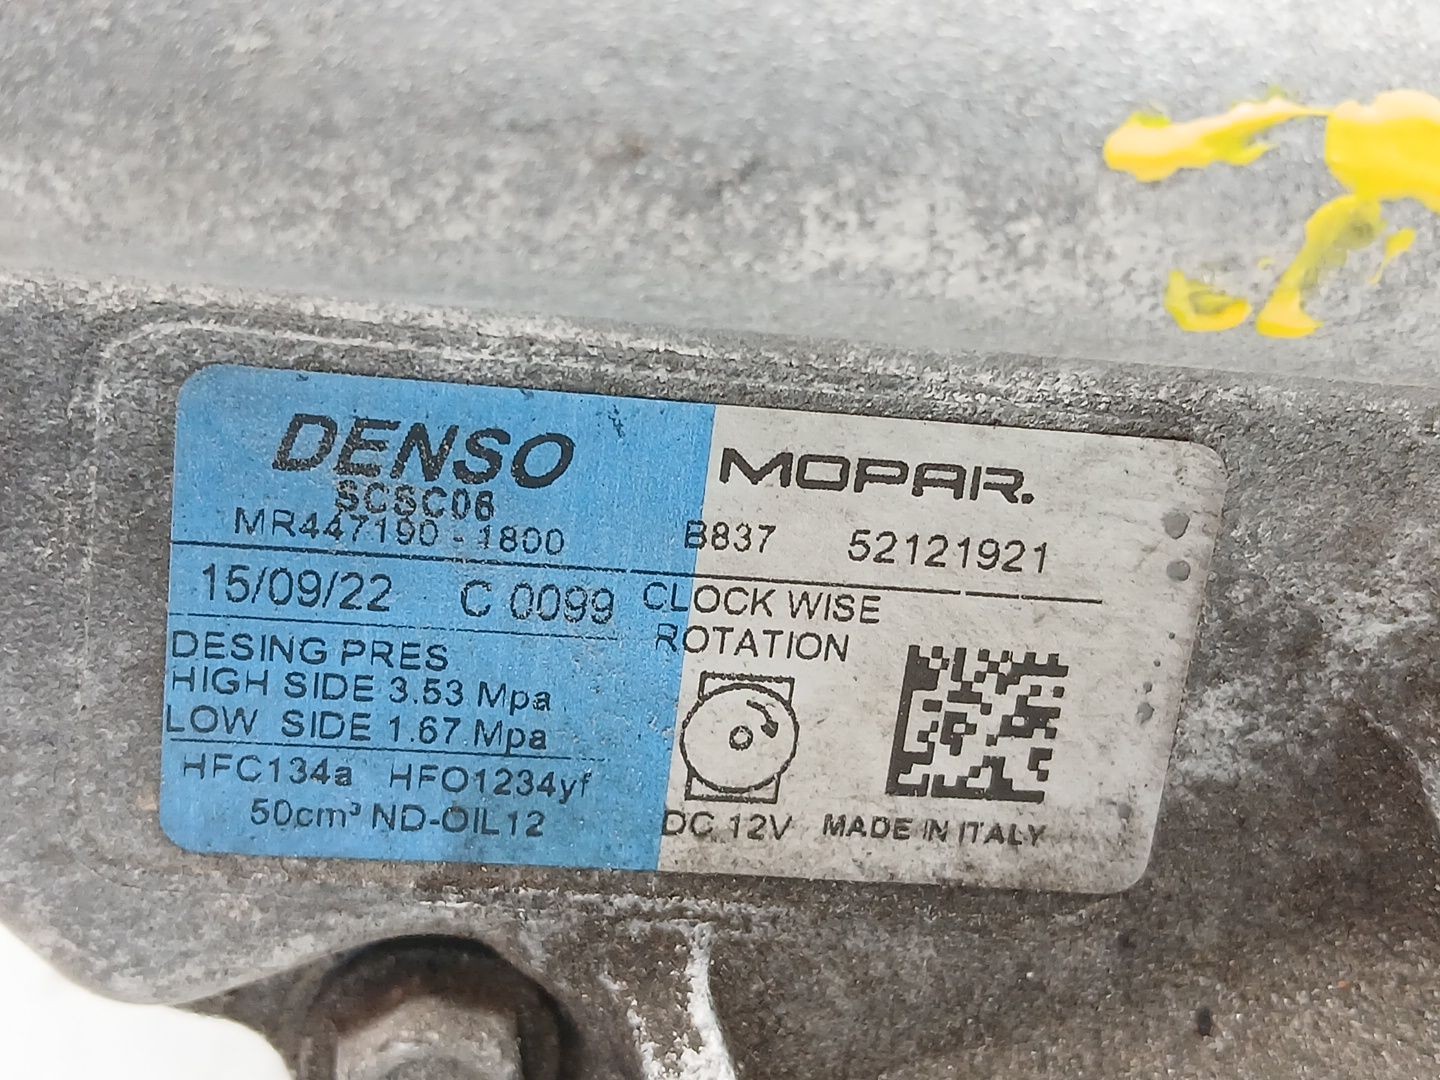 DENSO
SCSC06
MR447190-1800
15/09/22 C 0099
DESING PRES
HIGH SIDE 3.53 Mpa
LOW SIDE 1.67 Mpa
HFC134a HFO1234yf
50cm³ ND-OIL12
MOPAR.
B837 52121921
CLOCK WISE
ROTATION
DC 12V MADE IN ITALY